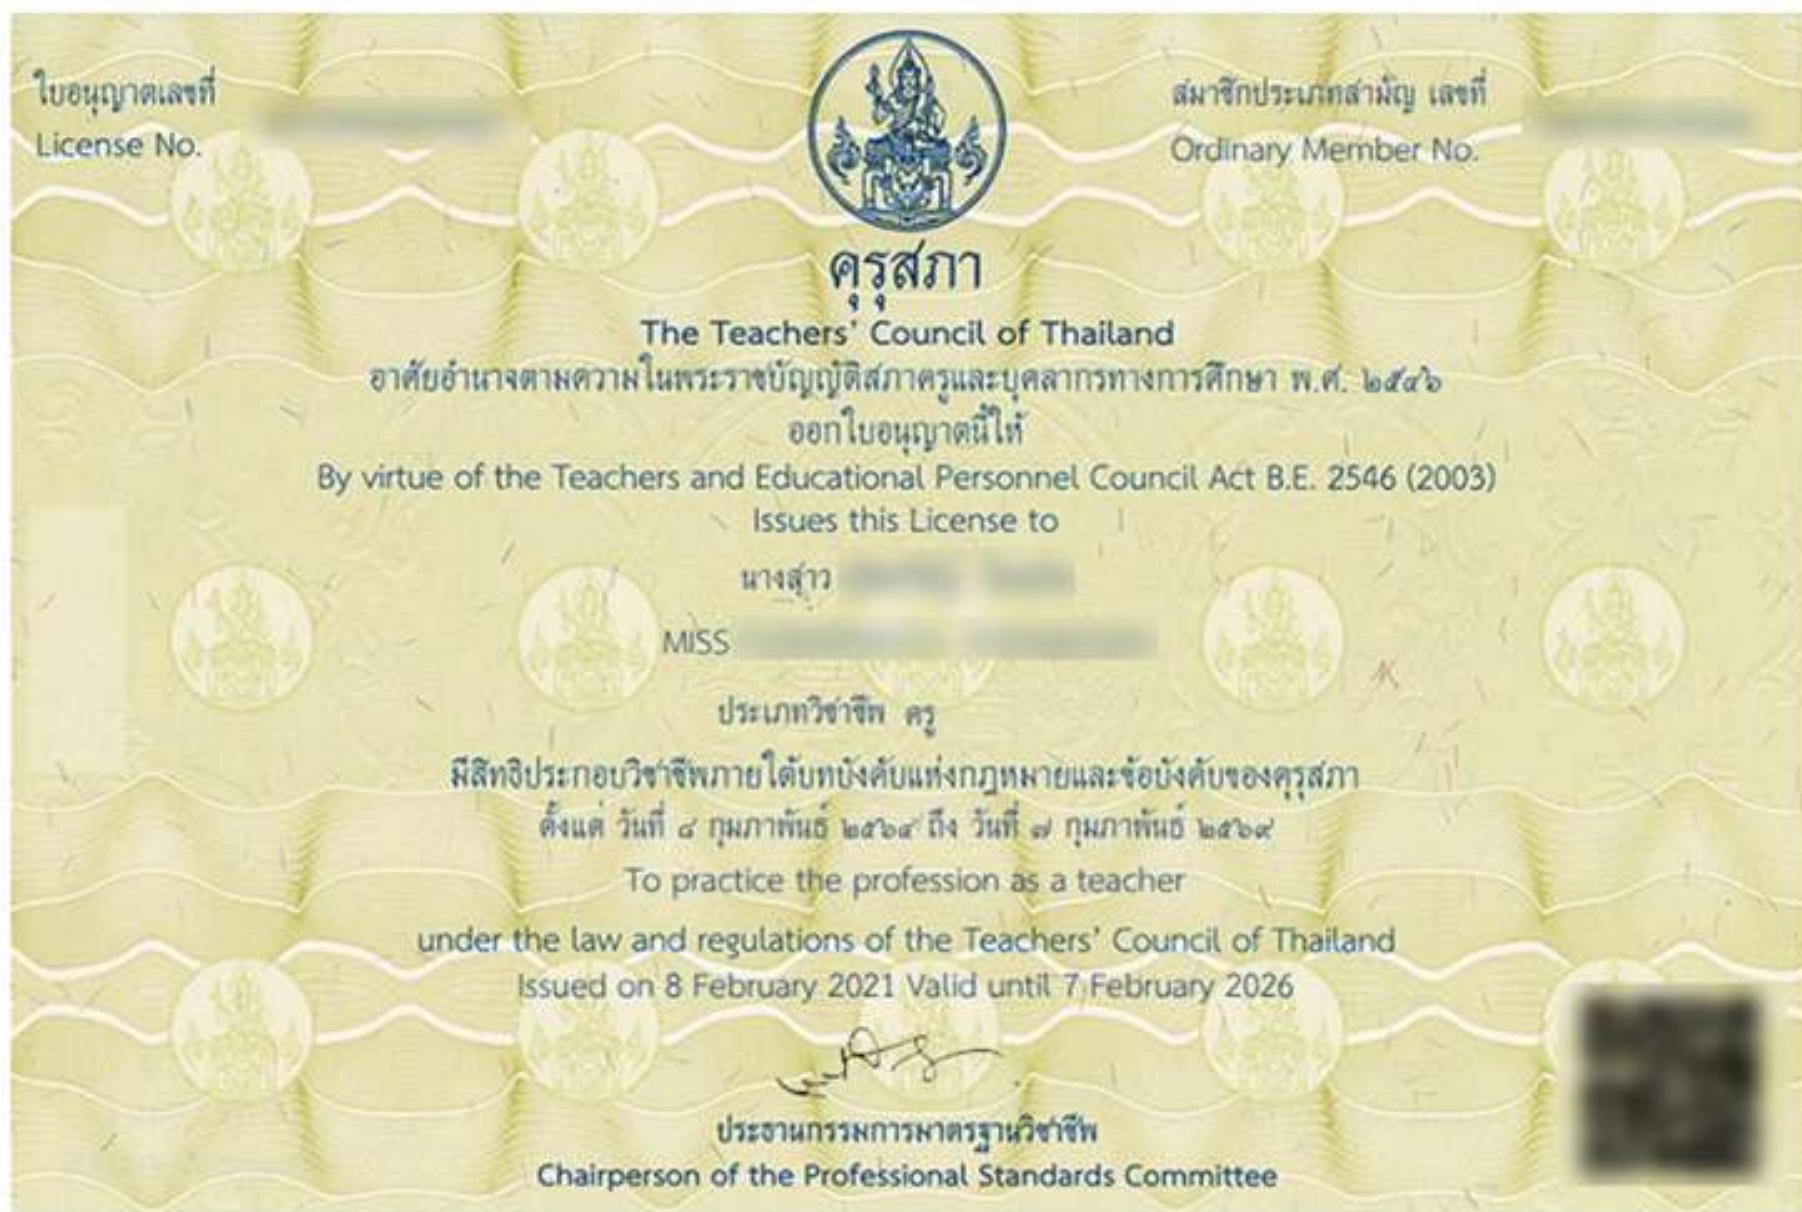 ใบอนุญาตเลขที่
License No.
สมาชิกประเภทสามัญ เลขที่
Ordinary Member No.
คุรุสภา
The Teachers' Council of Thailand
อาศัยอำนาจตามความในพระราชบัญญัติสภาครูและบุคลากรทางการศึกษา พ.ศ. ๒๕๔๖
ออกใบอนุญาตนี้ให้
By virtue of the Teachers and Educational Personnel Council Act B.E. 2546 (2003)
Issues this License to
นางสาว
MISS
ประเภทวิชาชีพ ครู
มีสิทธิประกอบวิชาชีพภายใต้บทบังคับแห่งกฎหมายและข้อบังคับของคุรุสภา
ตั้งแต่ วันที่ ๘ กุมภาพันธ์ ๒๕๖๔ ถึง วันที่ ๗ กุมภาพันธ์ ๒๕๖๙
To practice the profession as a teacher
under the law and regulations of the Teachers' Council of Thailand
Issued on 8 February 2021 Valid until 7 February 2026
ประธานกรรมการมาตรฐานวิชาชีพ
Chairperson of the Professional Standards Committee